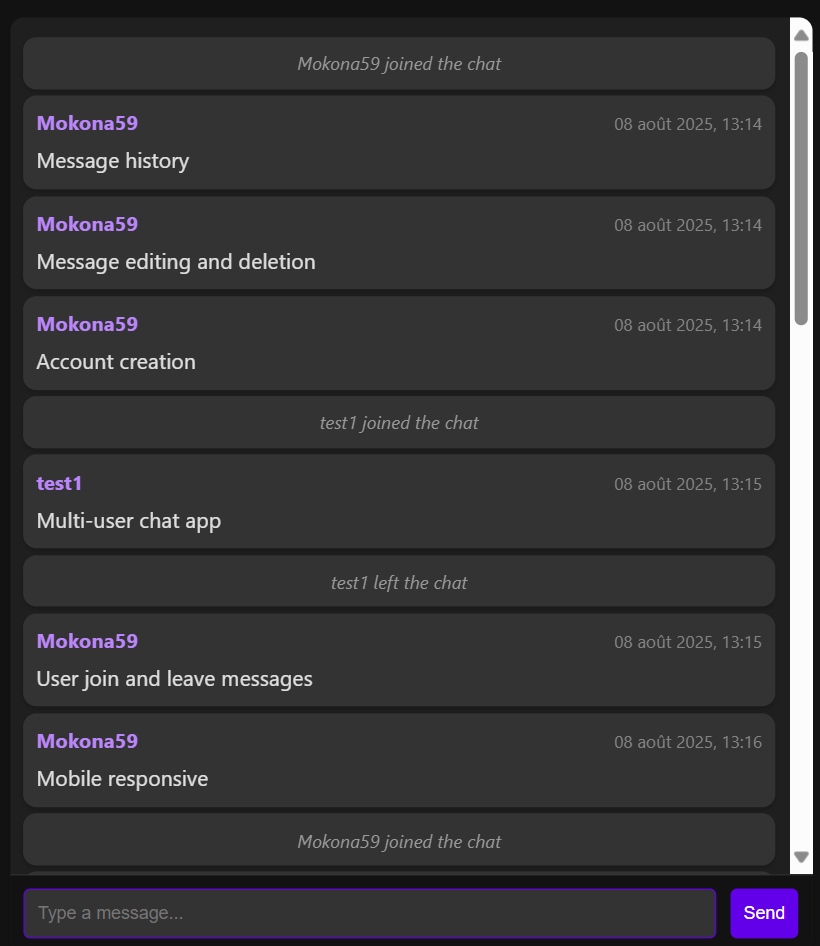 Mokona59 joined the chat
Mokona59 08 août 2025, 13:14
Message history
Mokona59 08 août 2025, 13:14
Message editing and deletion
Mokona59 08 août 2025, 13:14
Account creation
test1 joined the chat
test1 08 août 2025, 13:15
Multi-user chat app
test1 left the chat
Mokona59 08 août 2025, 13:15
User join and leave messages
Mokona59 08 août 2025, 13:16
Mobile responsive
Mokona59 joined the chat
Type a message... Send